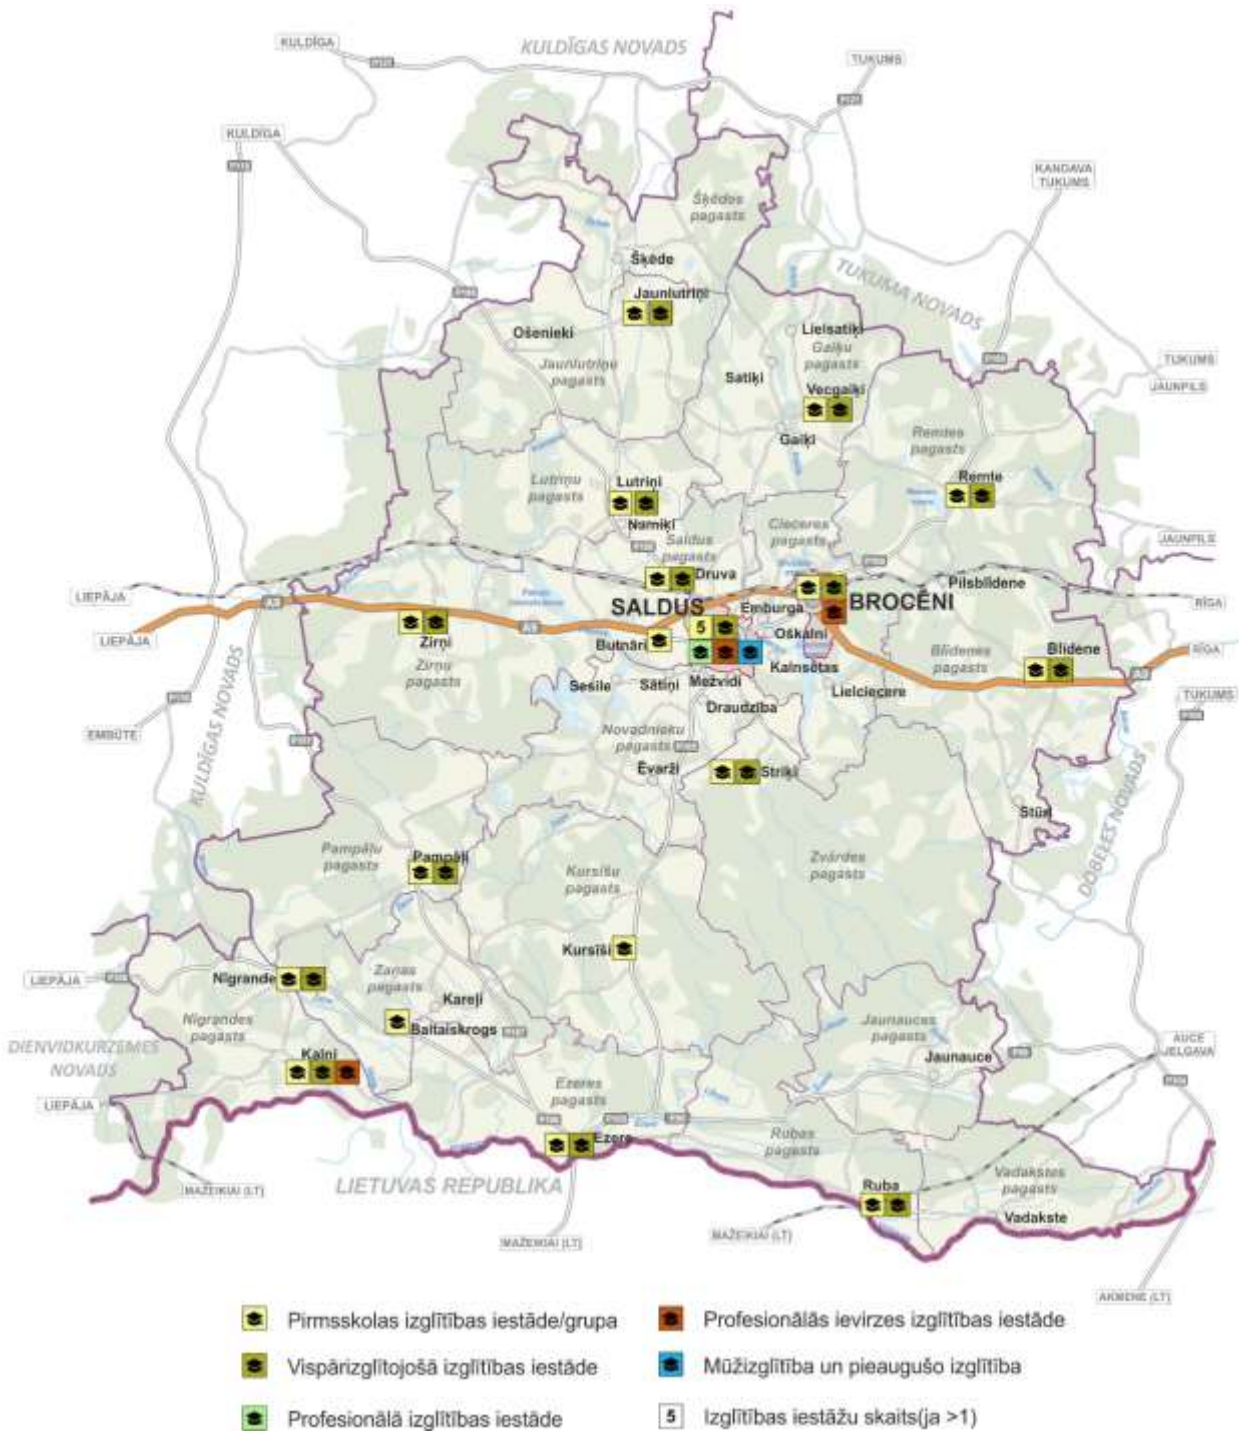 KULDĪGAS NOVADS
KULDĪGA
TUKUMS
KULDĪGA
KANDAVA
TUKUMS
Šķēdes
pagasts
Šķēde
TUKUMA NOVADS
Jaunlutriņi
Ošenieki
Lielsatiķi
Jaunlutriņu
pagasts
Gaiķu
pagasts
Satiķi
TUKUMS
JAUNPILS
Vecgaiķi
Gaiķi
Remtes
pagasts
Lutriņu
pagasts
Lutriņi
Remte
Namiķi
Cieceres
pagasts
Saldus
pagasts
JAUNPILS
Druva
Pilsblīdene
LIEPĀJA
SALDUS
Emburga
BROCĒNI
RĪGA
A9
5
LIEPĀJA
Zirņi
A9
Butnāri
Oškalni
Zirņu
pagasts
Kalnsētas
Blīdenes
pagasts
Blīdene
RĪGA
A9
Sesile
Sātiņi
Mežvidi
Lielciecere
TUKUMS
Draudzība
KULDĪGAS NOVADS
EMBŪTE
Novadnieku
pagasts
Ēvarži
Striķi
Stūri
DOBELES NOVADS
Pampāļu
pagasts
Pampāļi
Kursīšu
pagasts
Zvārdes
pagasts
Kursīši
LIEPĀJA
Nīgrande
Zaņas
pagasts
Kareļi
Nīgrandes
pagasts
Baltaiskrogs
Jaunauces
pagasts
DIENVIDKURZEMES
NOVADS
Kalni
Jaunauce
AUCE
JELGAVA
Ezeres
pagasts
LIEPĀJA
Ezere
Rubas
pagasts
Vadakstes
pagasts
MAŽEIKIAI (LT)
LIETUVAS REPUBLIKA
Ruba
Vadakste
MAŽEIKIAI (LT)
MAŽEIKIAI (LT)
AKMENE (LT)
Pirmsskolas izglītības iestāde/grupa
Profesionālās ievirzes izglītības iestāde
Vispārizglītojošā izglītības iestāde
Mūžizglītība un pieaugušo izglītība
Profesionālā izglītības iestāde
5 Izglītības iestāžu skaits(ja >1)